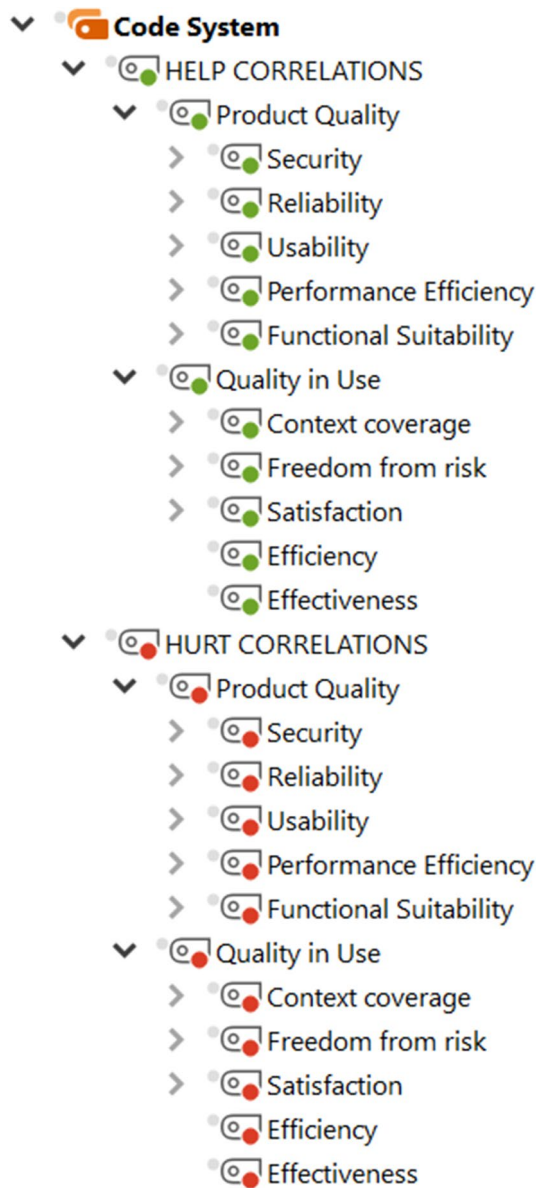 Code System
HELP CORRELATIONS
Product Quality
Security
Reliability
Usability
Performance Efficiency
Functional Suitability
Quality in Use
Context coverage
Freedom from risk
Satisfaction
Efficiency
Effectiveness
HURT CORRELATIONS
Product Quality
Security
Reliability
Usability
Performance Efficiency
Functional Suitability
Quality in Use
Context coverage
Freedom from risk
Satisfaction
Efficiency
Effectiveness